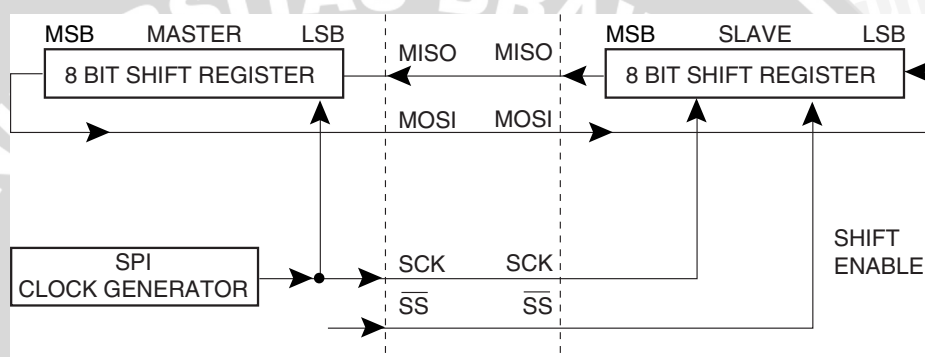 MSB MASTER LSB
8 BIT SHIFT REGISTER
MISO MISO
MSB SLAVE LSB
8 BIT SHIFT REGISTER
MOSI MOSI
SHIFT
ENABLE
SPI
CLOCK GENERATOR
SCK SCK
SS SS